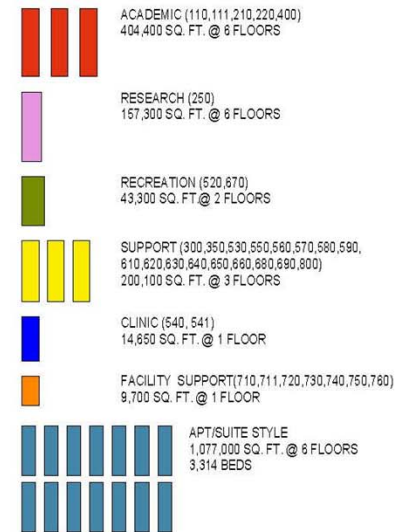 ACADEMIC (110,111,210,220,400)
404,400 SQ. FT. @ 6 FLOORS
RESEARCH (250)
157,300 SQ. FT. @ 6 FLOORS
RECREATION (520,670)
43,300 SQ. FT.@ 2 FLOORS
SUPPORT (300,350,530,550,560,570,580,590,
610,620,630,640,650,660,680,690,800)
200,100 SQ. FT. @ 3 FLOORS
CLINIC (540, 541)
14,650 SQ. FT. @ 1 FLOOR
FACILITY SUPPORT(710,711,720,730,740,750,760)
9,700 SQ. FT. @ 1 FLOOR
APT/SUITE STYLE
1,077,000 SQ. FT. @ 6 FLOORS
3,314 BEDS